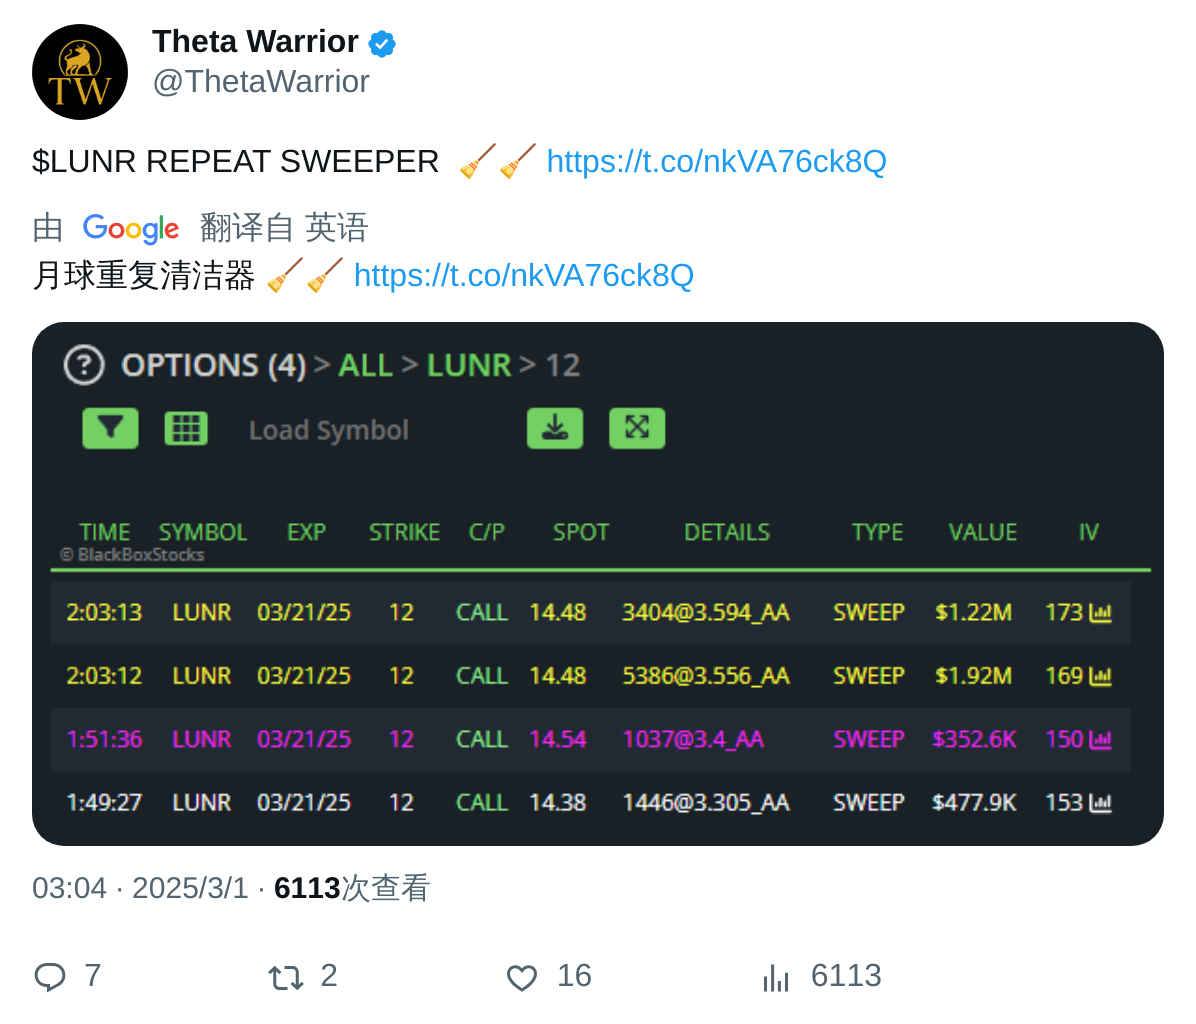 TW
Theta Warrior
@ThetaWarrior
$LUNR REPEAT SWEEPER 🧹🧹 https://t.co/nkVA76ck8Q
由 Google 翻译自 英语
月球重复清洁器 🧹🧹 https://t.co/nkVA76ck8Q
? OPTIONS (4) > ALL > LUNR > 12
Load Symbol
TIME SYMBOL EXP STRIKE C/P SPOT DETAILS TYPE VALUE IV
© BlackBoxStocks
2:03:13 LUNR 03/21/25 12 CALL 14.48 3404@3.594_AA SWEEP $1.22M 173
2:03:12 LUNR 03/21/25 12 CALL 14.48 5386@3.556_AA SWEEP $1.92M 169
1:51:36 LUNR 03/21/25 12 CALL 14.54 1037@3.4_AA SWEEP $352.6K 150
1:49:27 LUNR 03/21/25 12 CALL 14.38 1446@3.305_AA SWEEP $477.9K 153
03:04 · 2025/3/1 · 6113次查看
7 2 16 6113